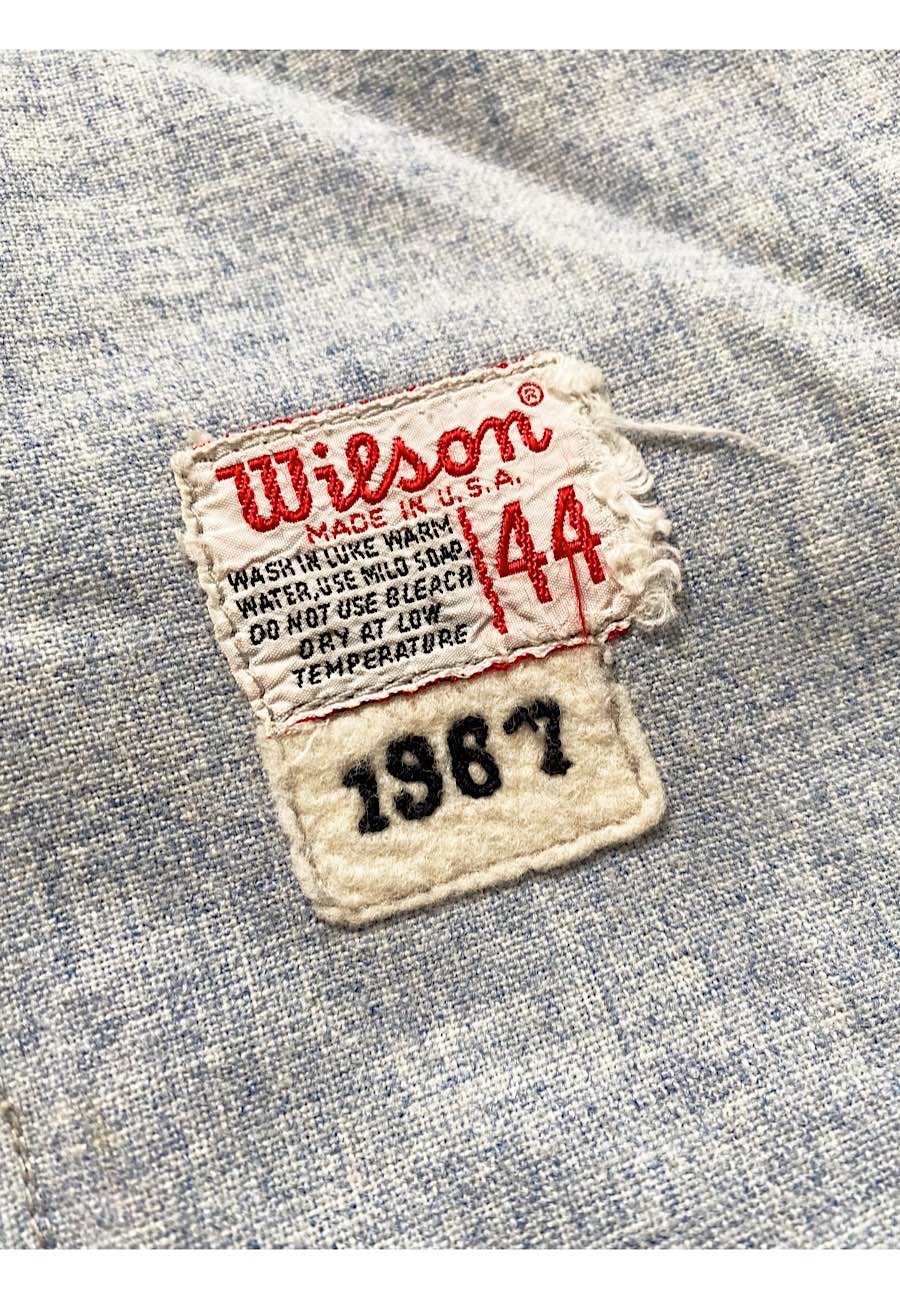 Wilson®
MADE IN U.S.A.
44
WASH IN LUKE WARM
WATER, USE MILD SOAP.
DO NOT USE BLEACH
DRY AT LOW
TEMPERATURE
1967